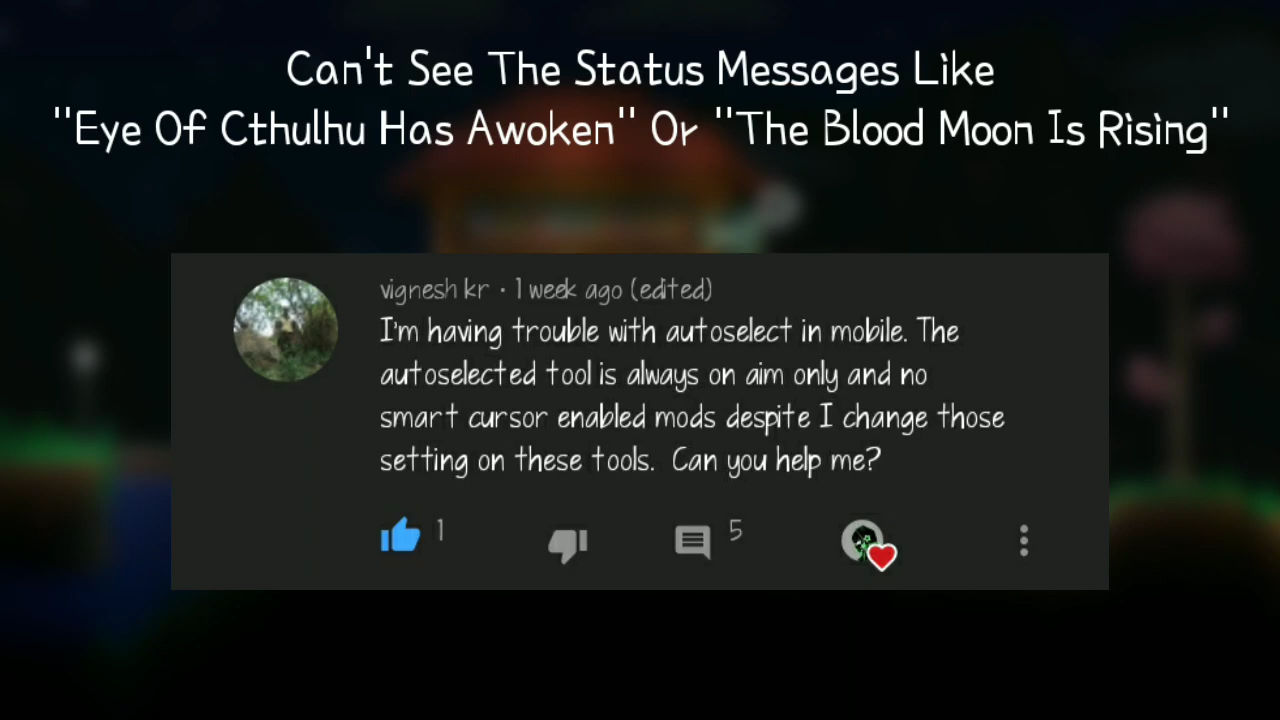 Can't See The Status Messages Like
"Eye Of Cthulhu Has Awoken" Or "The Blood Moon Is Rising"
vignesh kr · 1 week ago (edited)
I'm having trouble with autoselect in mobile. The
autoselected tool is always on aim only and no
smart cursor enabled mods despite I change those
setting on these tools. Can you help me?
1
5